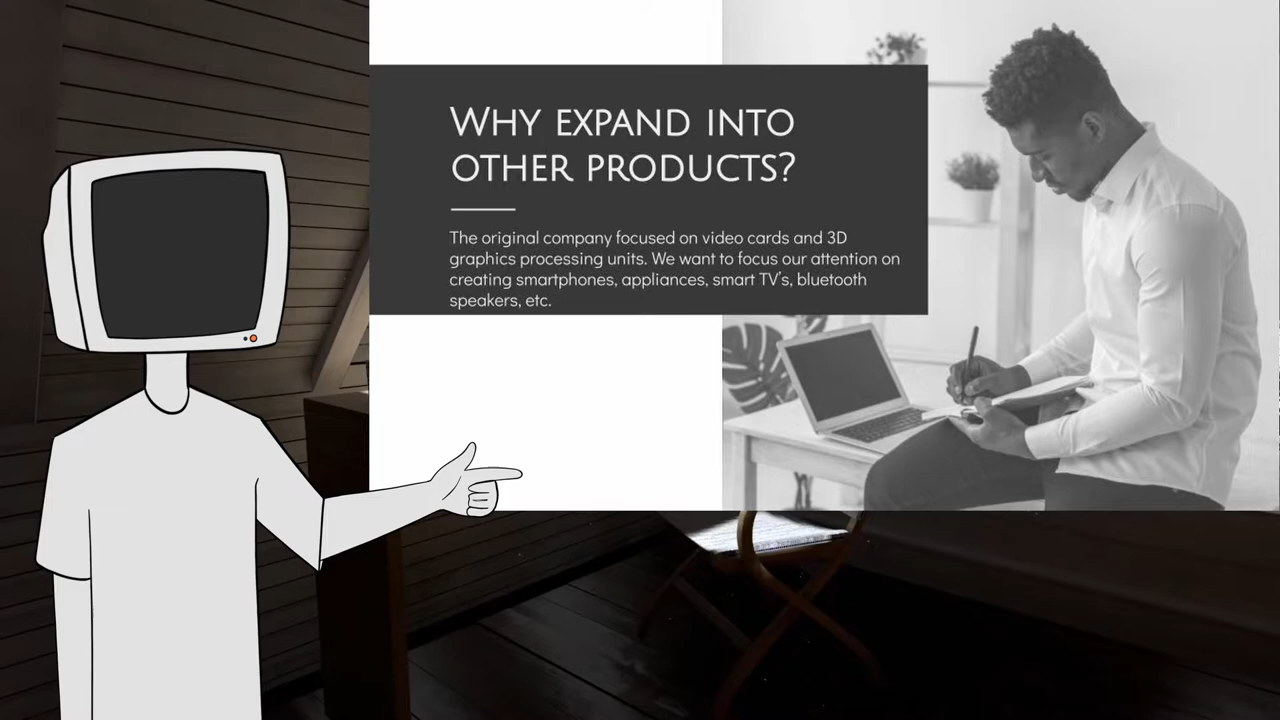 WHY EXPAND INTO
OTHER PRODUCTS?
The original company focused on video cards and 3D
graphics processing units. We want to focus our attention on
creating smartphones, appliances, smart TV's, bluetooth
speakers, etc.